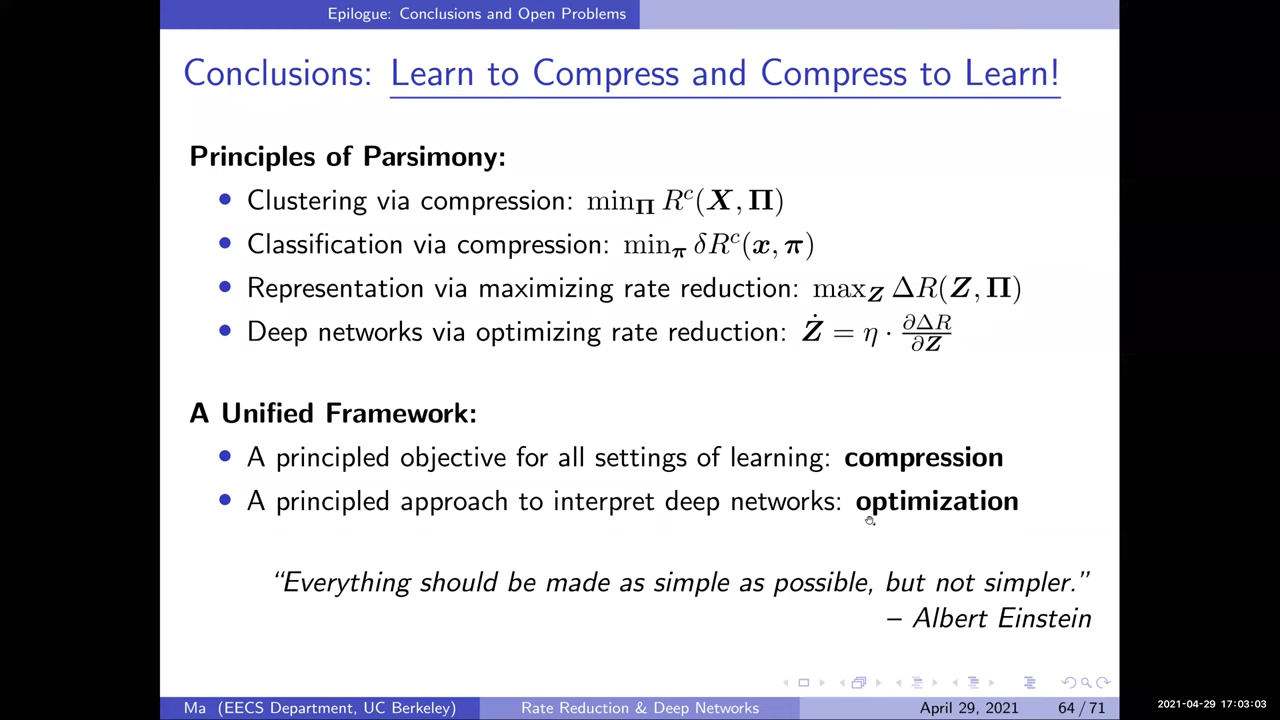 Epilogue: Conclusions and Open Problems
Conclusions: Learn to Compress and Compress to Learn!
Principles of Parsimony:
• Clustering via compression: min_Π R^c(X, Π)
• Classification via compression: min_π δR^c(x, π)
• Representation via maximizing rate reduction: max_Z ΔR(Z, Π)
• Deep networks via optimizing rate reduction: Ż = η · ∂ΔR/∂Z
A Unified Framework:
• A principled objective for all settings of learning: compression
• A principled approach to interpret deep networks: optimization
“Everything should be made as simple as possible, but not simpler.”
– Albert Einstein
Ma (EECS Department, UC Berkeley) Rate Reduction & Deep Networks April 29, 2021 64 / 71
2021-04-29 17:03:03